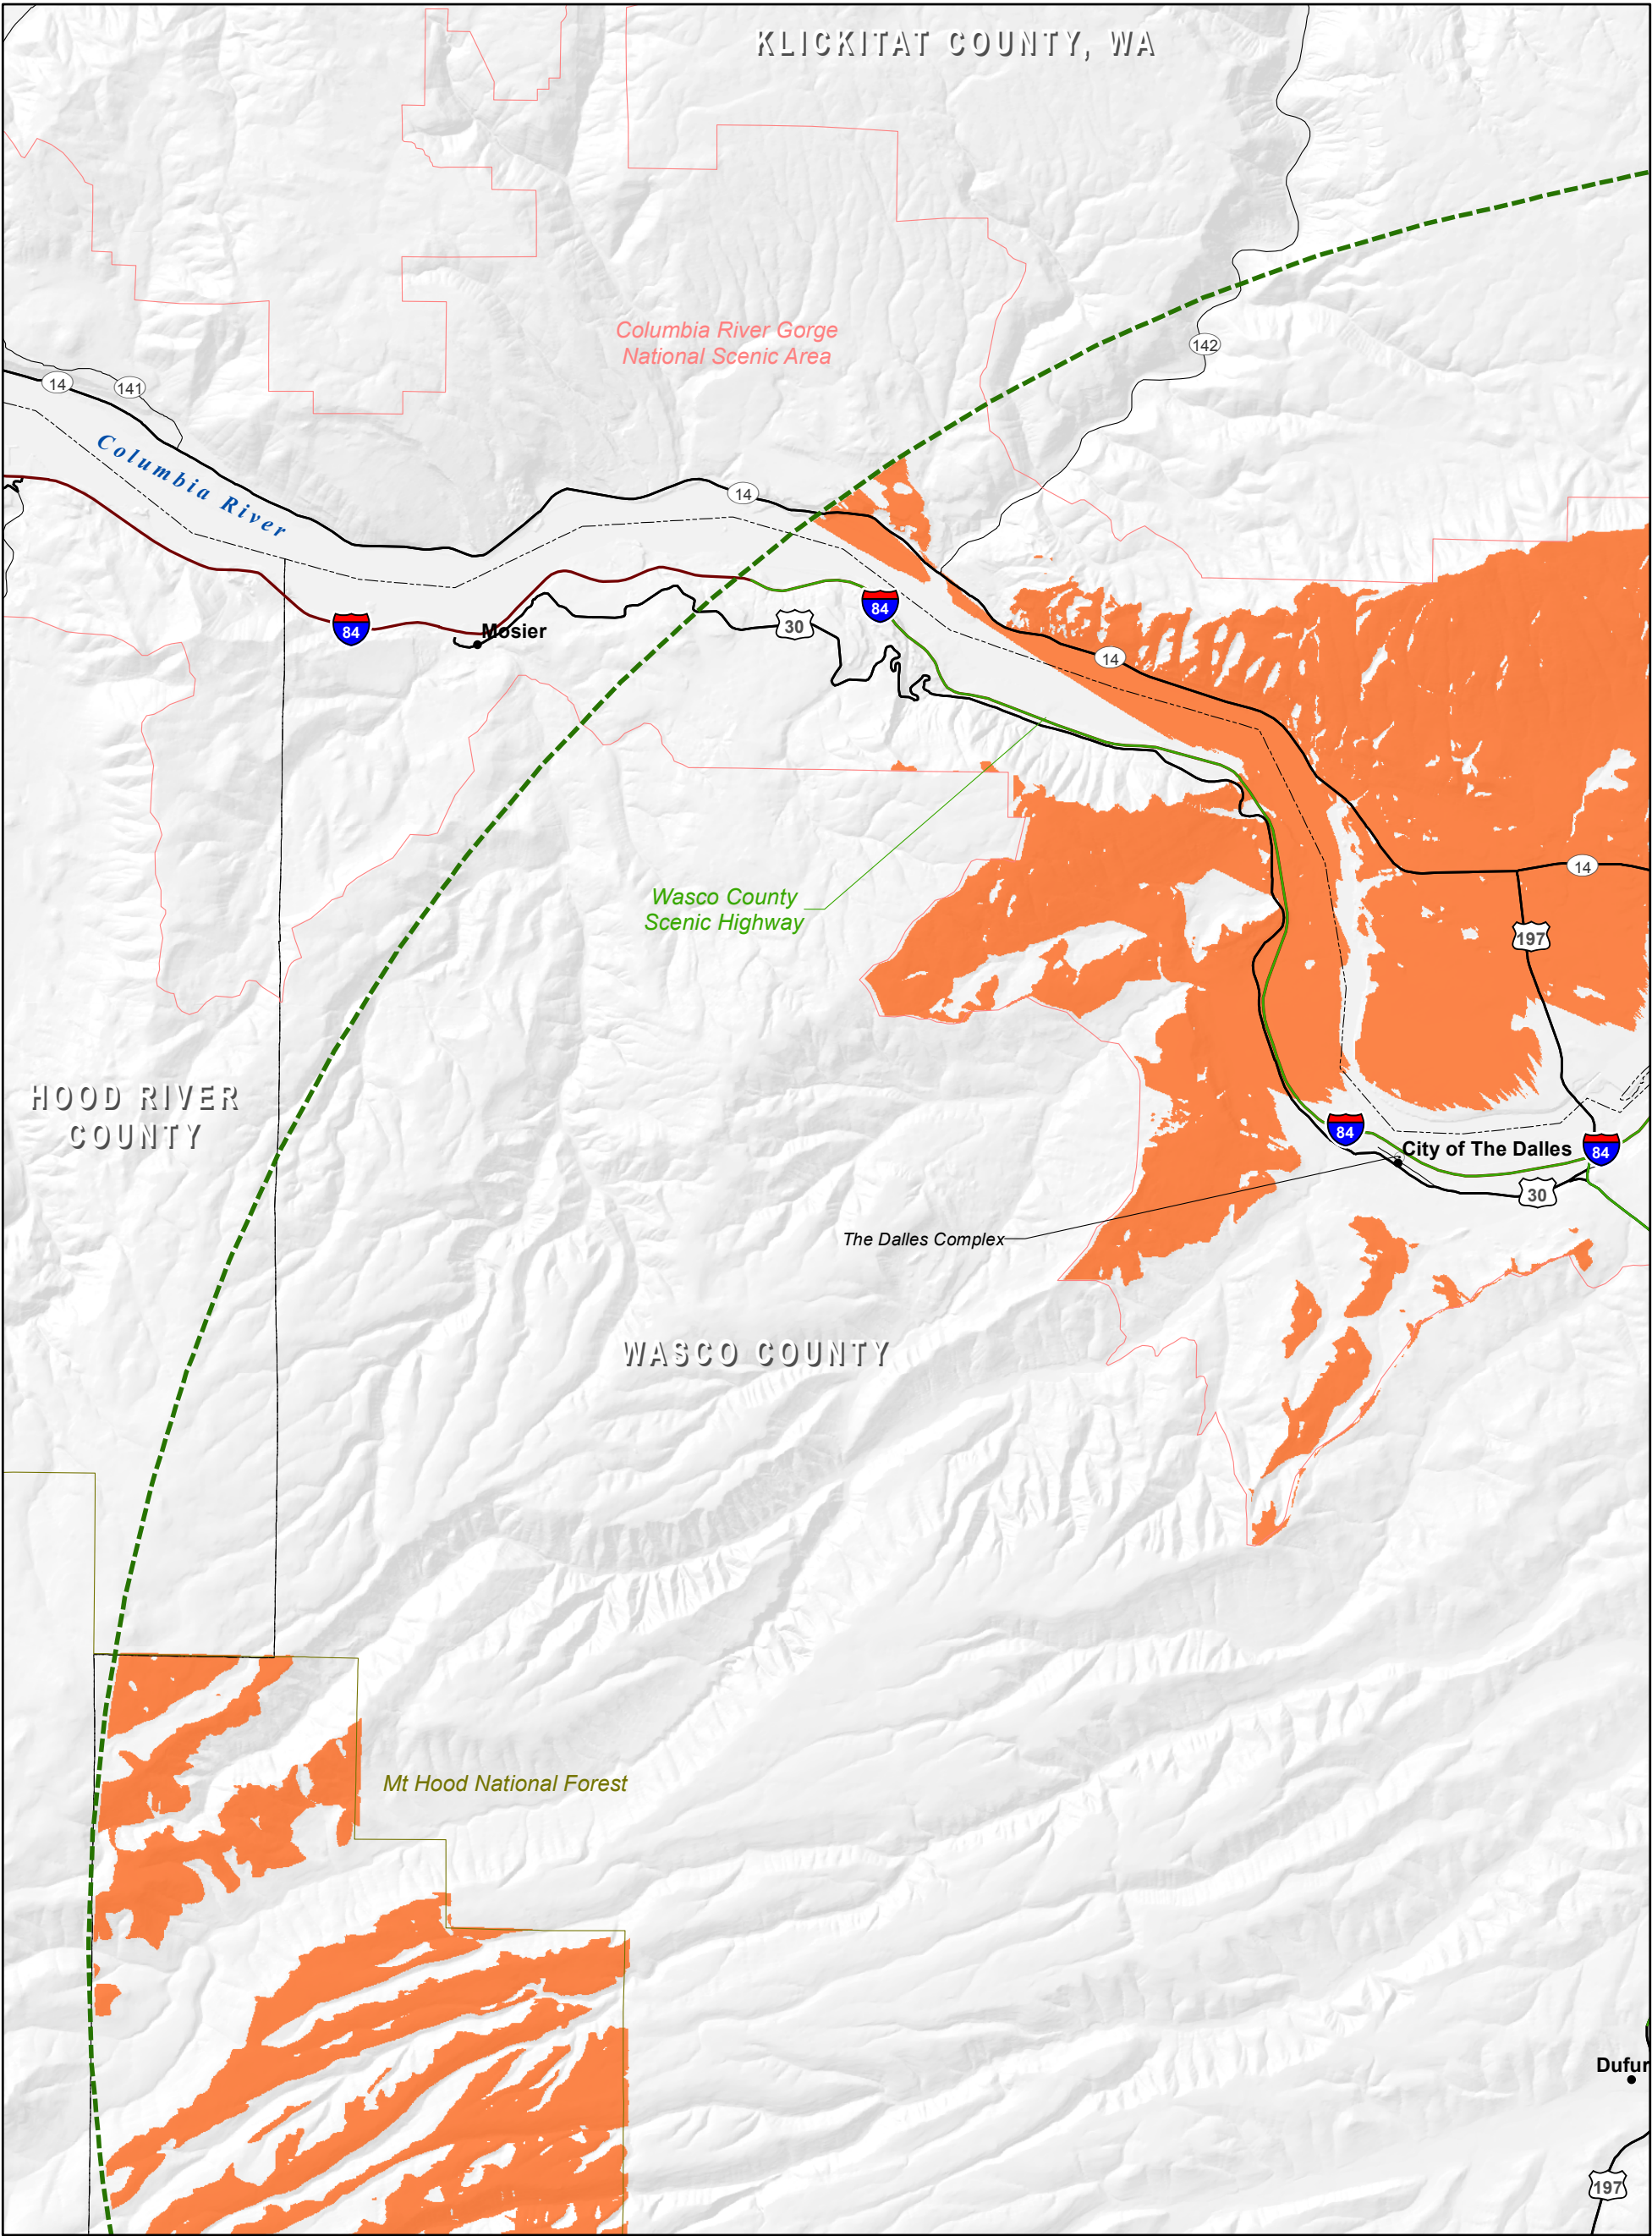 KLICKITAT COUNTY, WA
Columbia River Gorge
National Scenic Area
142
14
141
Columbia River
14
84
Mosier
84
30
14
Wasco County
Scenic Highway
14
197
HOOD RIVER
COUNTY
84
City of The Dalles
84
30
The Dalles Complex
WASCO COUNTY
Mt Hood National Forest
Dufur
197